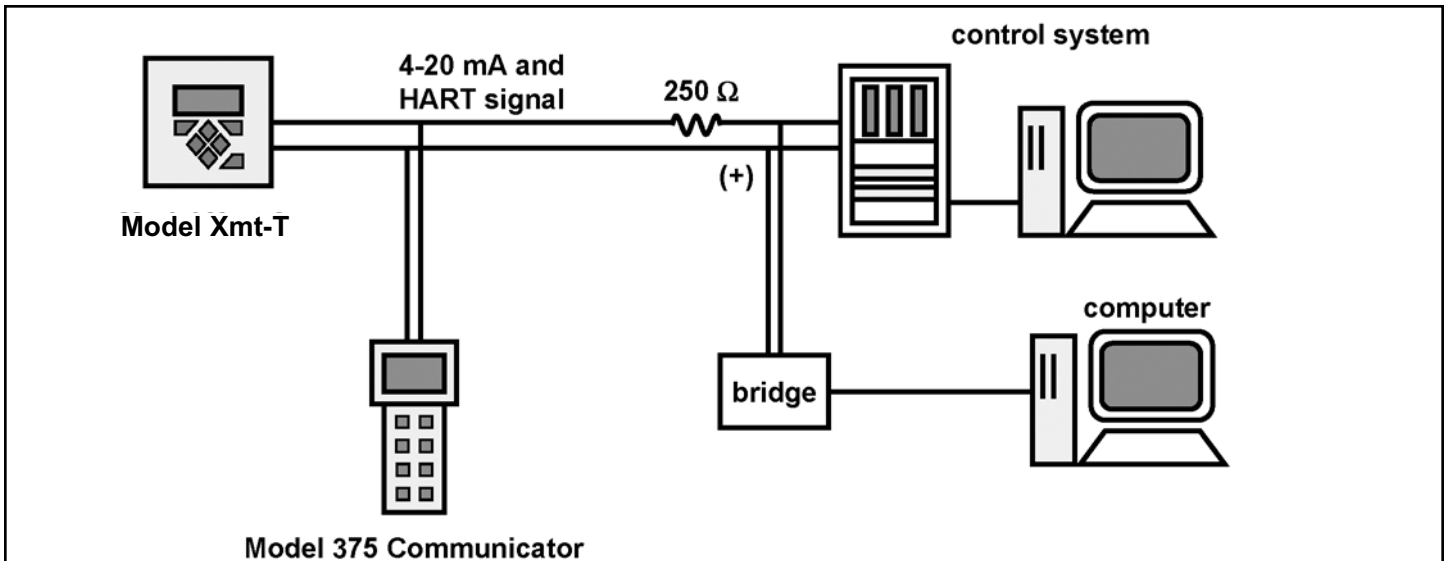 control system
4-20 mA and
HART signal
250 Ω
(+)
Model Xmt-T
computer
bridge
Model 375 Communicator